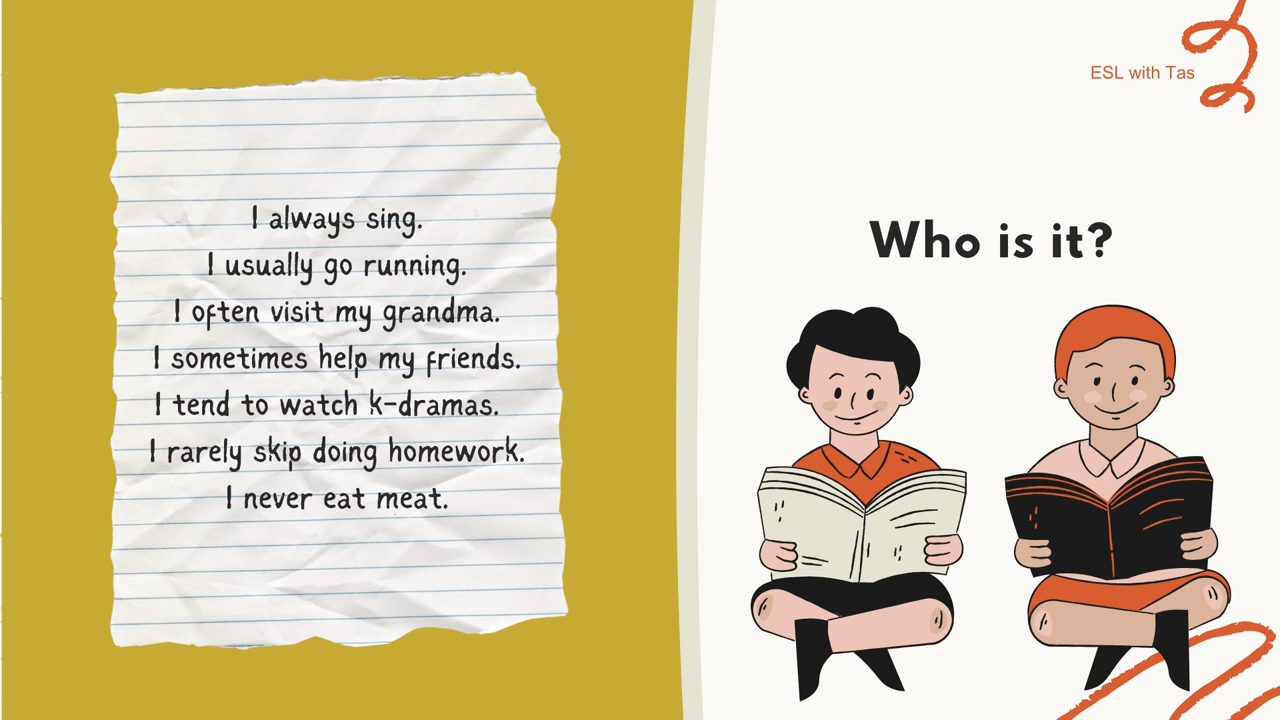 I always sing.
I usually go running.
I often visit my grandma.
I sometimes help my friends.
I tend to watch k-dramas.
I rarely skip doing homework.
I never eat meat.
ESL with Tas
Who is it?